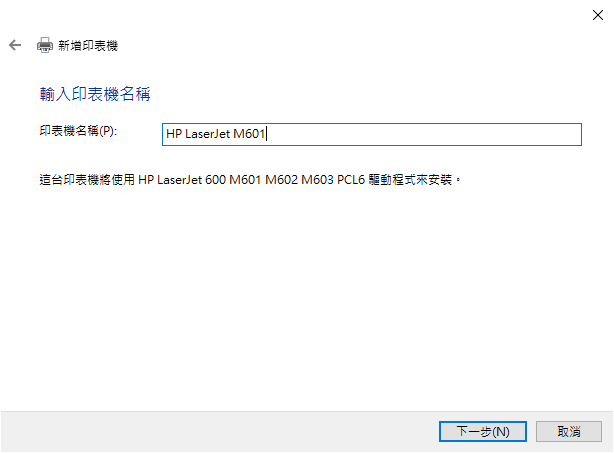 新增印表機
輸入印表機名稱
印表機名稱(P): HP LaserJet M601
這台印表機將使用 HP LaserJet 600 M601 M602 M603 PCL6 驅動程式來安裝。
下一步(N) 取消